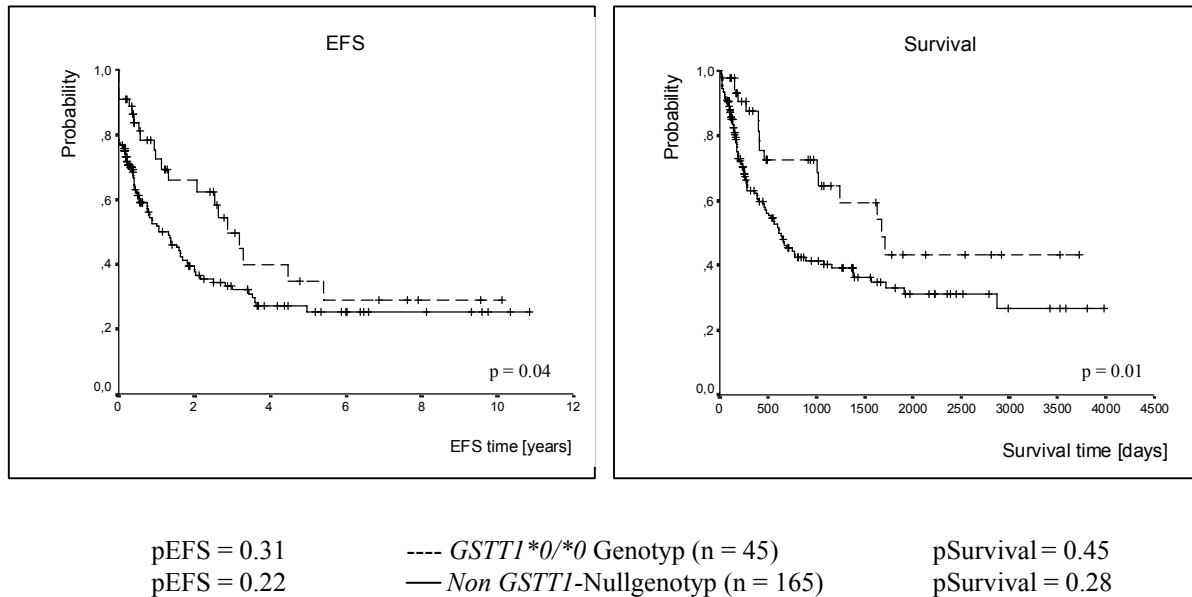 EFS
Probability
1,0
,8
,6
,4
,2
0,0
p = 0.04
0 2 4 6 8 10 12
EFS time [years]
Survival
Probability
1,0
,8
,6
,4
,2
0,0
p = 0.01
0 500 1000 1500 2000 2500 3000 3500 4000 4500
Survival time [days]
pEFS = 0.31 ---- GSTT1*0/*0 Genotyp (n = 45) pSurvival = 0.45
pEFS = 0.22 — Non GSTT1-Nullgenotyp (n = 165) pSurvival = 0.28